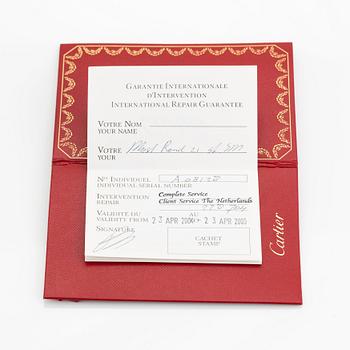 GARANTIE INTERNATIONALE
D'INTERVENTION
INTERNATIONAL REPAIR GUARANTEE
VOTRE NOM
YOUR NAME
VOTRE
YOUR
N° INDIVIDUEL
INDIVIDUAL SERIAL NUMBER
INTERVENTION Complete Service
REPAIR Client Service The Netherlands
VALIDITE DU AU
VALIDITY FROM 23 APR 2004 TO 23 APR 2005
SIGNATURE
CACHET
STAMP
Cartier